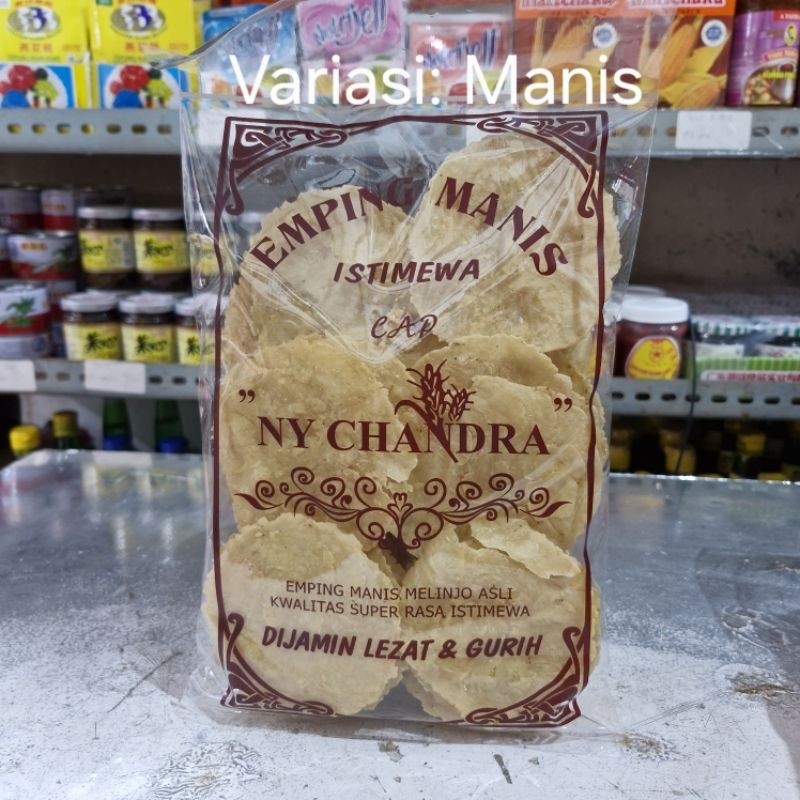 Variasi: Manis
EMPING MANIS
ISTIMEWA
CAP
" NY CHANDRA "
EMPING MANIS MELINJO ASLI
KWALITAS SUPER RASA ISTIMEWA
DIJAMIN LEZAT & GURIH